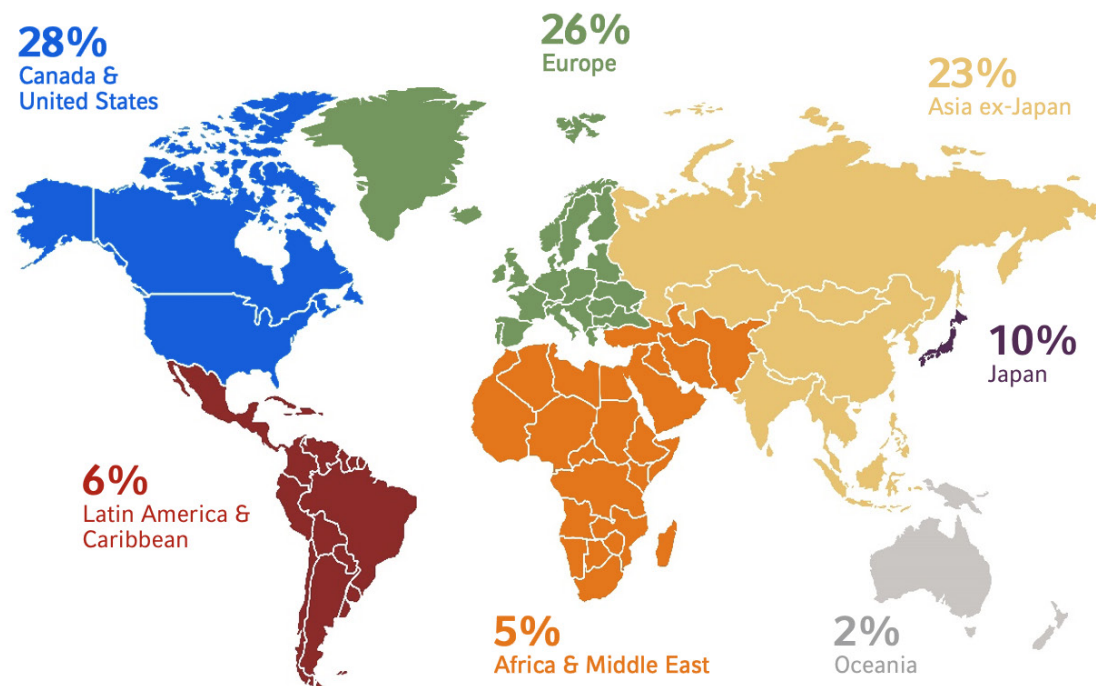 28%
Canada &
United States
26%
Europe
23%
Asia ex-Japan
10%
Japan
6%
Latin America &
Caribbean
5%
Africa & Middle East
2%
Oceania